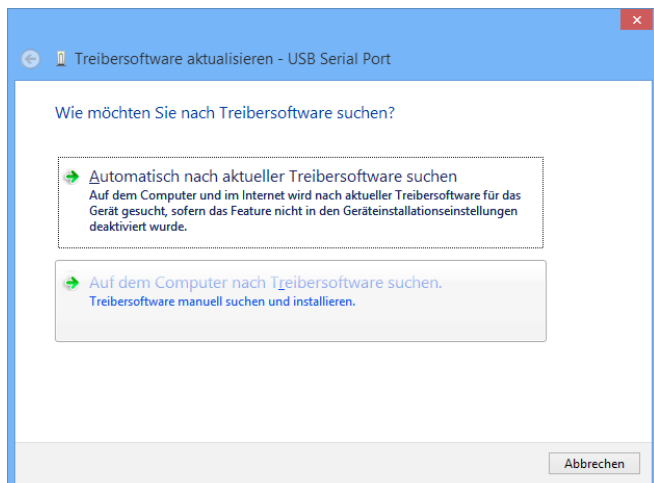 Treibersoftware aktualisieren - USB Serial Port
Wie möchten Sie nach Treibersoftware suchen?
Automatisch nach aktueller Treibersoftware suchen
Auf dem Computer und im Internet wird nach aktueller Treibersoftware für das
Gerät gesucht, sofern das Feature nicht in den Geräteinstallationseinstellungen
deaktiviert wurde.
Auf dem Computer nach Treibersoftware suchen.
Treibersoftware manuell suchen und installieren.
Abbrechen